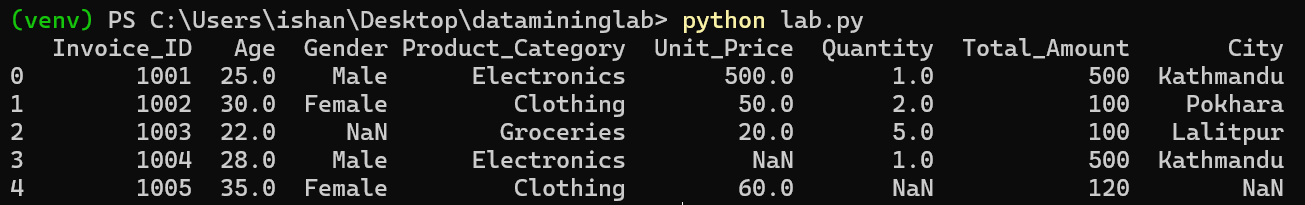 (venv) PS C:\Users\ishan\Desktop\datamininglab> python lab.py
   Invoice_ID   Age  Gender Product_Category  Unit_Price  Quantity  Total_Amount       City
0        1001  25.0    Male      Electronics       500.0       1.0           500  Kathmandu
1        1002  30.0  Female         Clothing        50.0       2.0           100    Pokhara
2        1003  22.0     NaN        Groceries        20.0       5.0           100   Lalitpur
3        1004  28.0    Male      Electronics         NaN       1.0           500  Kathmandu
4        1005  35.0  Female         Clothing        60.0       NaN           120        NaN